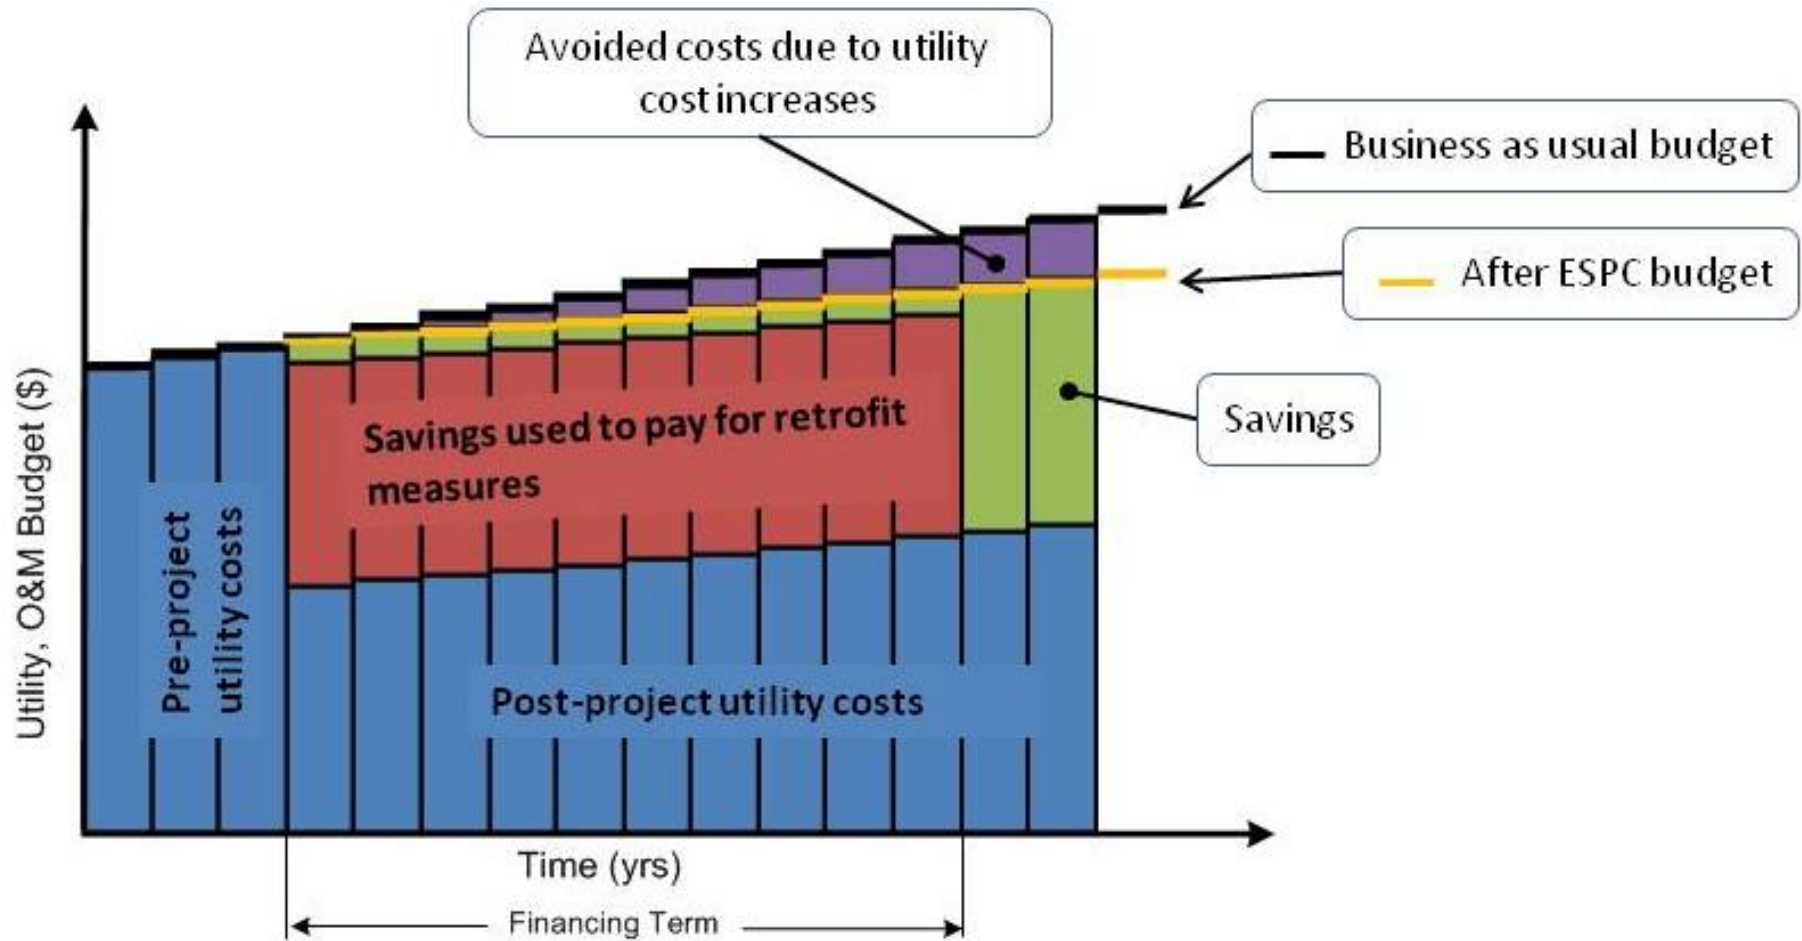 Avoided costs due to utility
cost increases
Business as usual budget
After ESPC budget
Savings
Savings used to pay for retrofit
measures
Pre-project
utility costs
Post-project utility costs
Utility, O&M Budget ($)
Time (yrs)
Financing Term